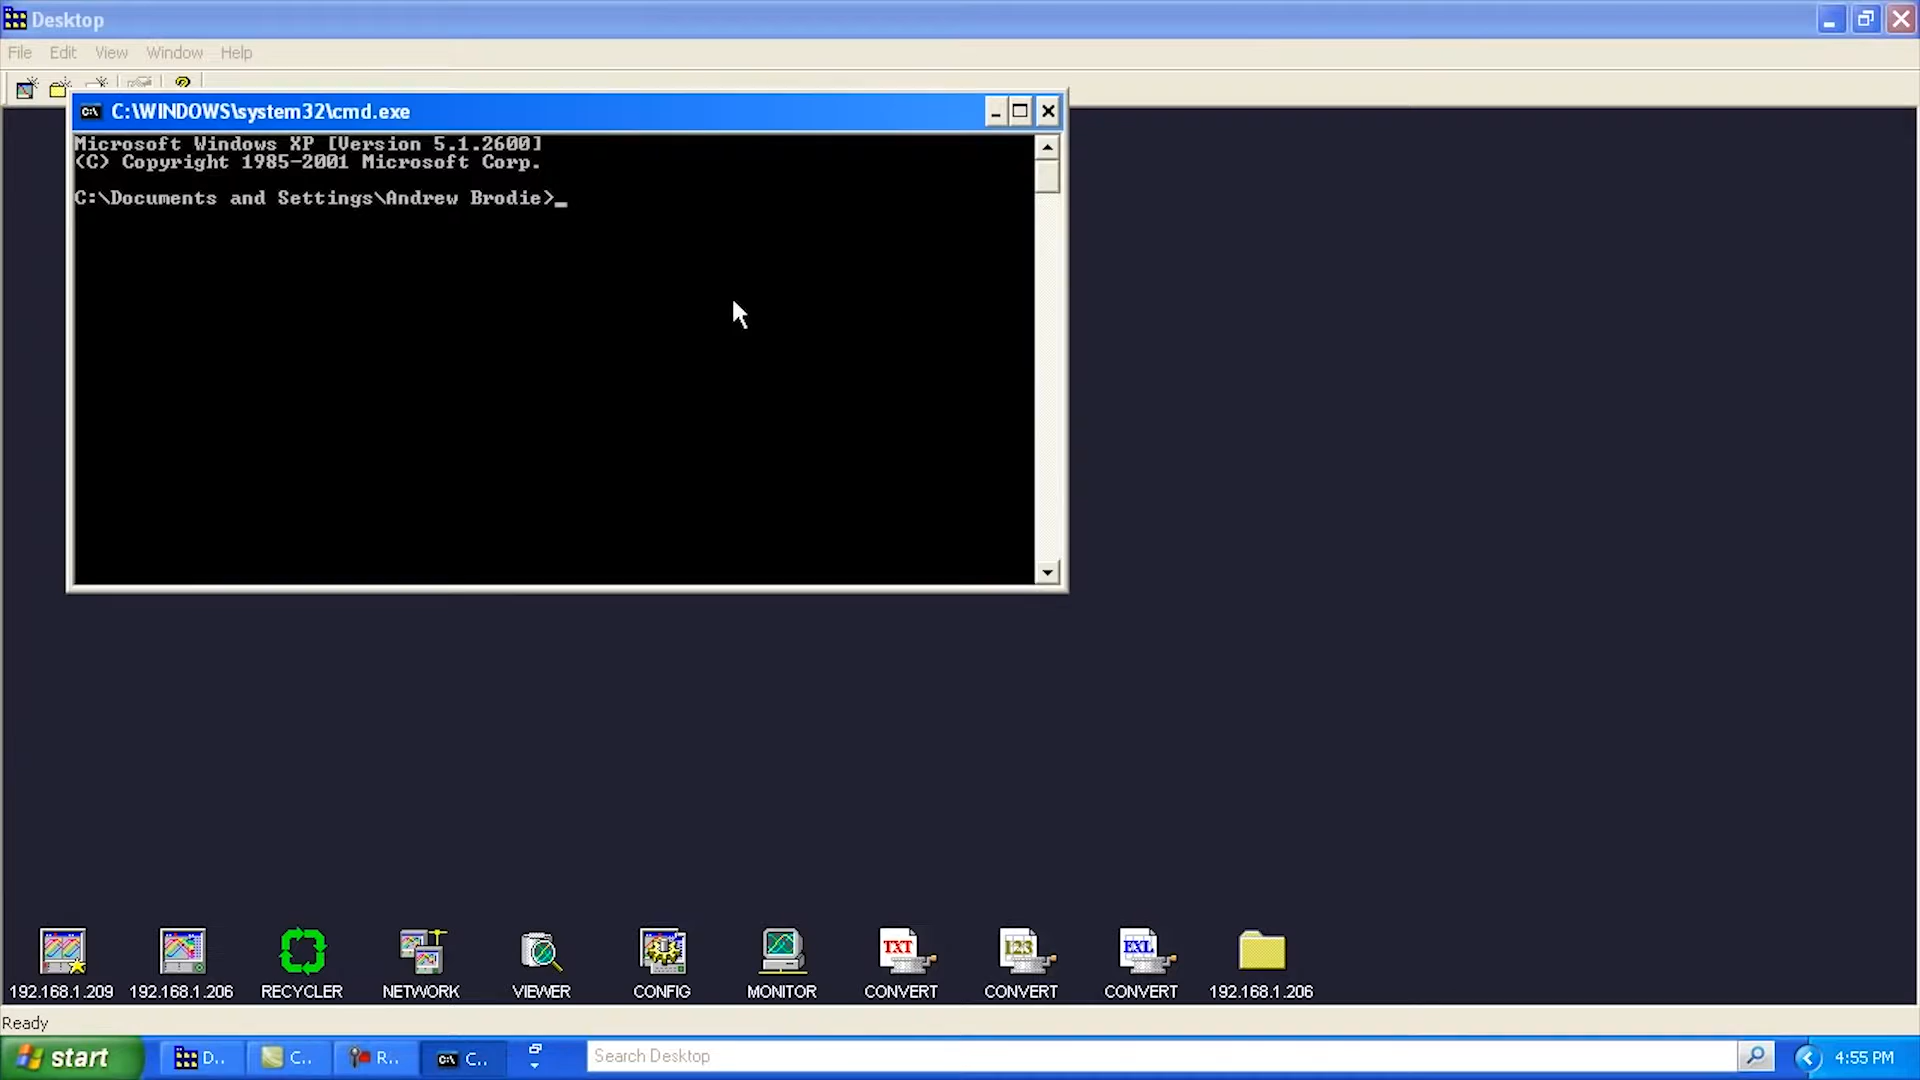 Desktop
File Edit View Window Help
C:\WINDOWS\system32\cmd.exe
Microsoft Windows XP [Version 5.1.2600]
(C) Copyright 1985-2001 Microsoft Corp.
C:\Documents and Settings\Andrew Brodie>_
TXT 123 EXL
192.168.1.209 192.168.1.206 RECYCLER NETWORK VIEWER CONFIG MONITOR CONVERT CONVERT CONVERT 192.168.1.206
Ready
start D.. C.. R.. C:\ C.. Search Desktop 4:55 PM